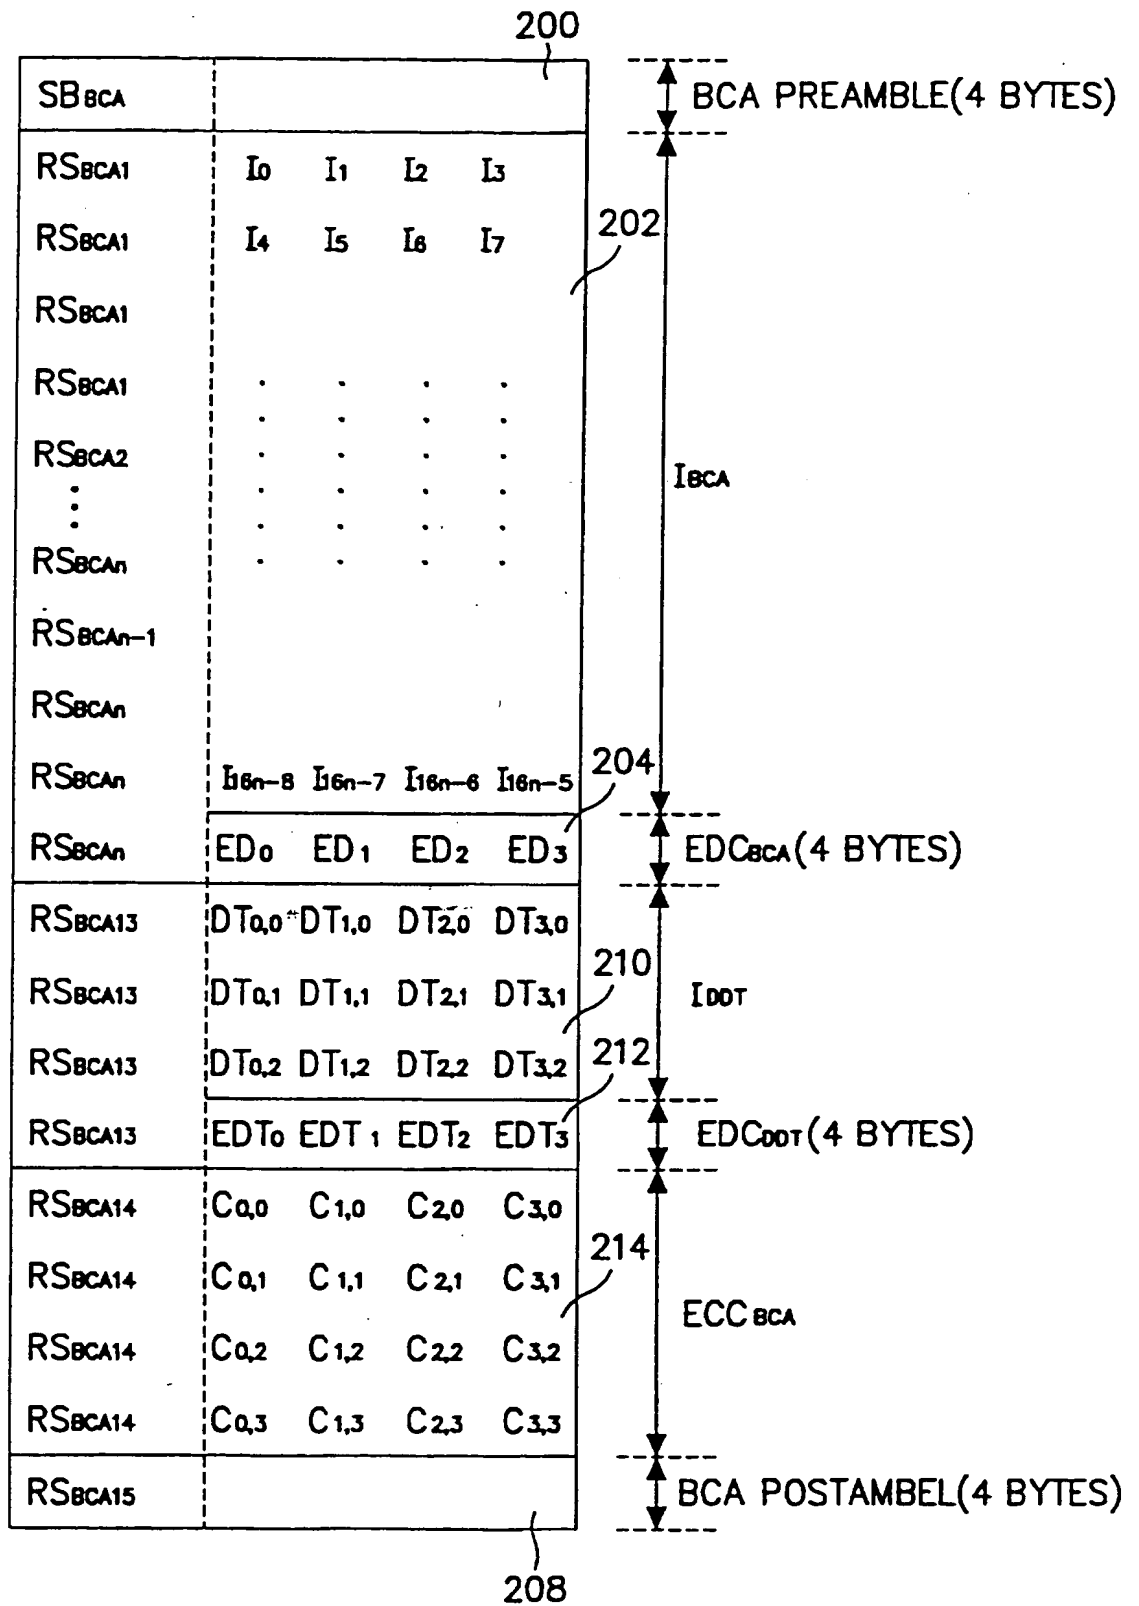 200
SBBCA BCA PREAMBLE(4 BYTES)
RSBCA1 I0 I1 I2 I3
202
RSBCA1 I4 I5 I6 I7
RSBCA1
RSBCA1 . . . .
. . . .
RSBCA2 . . . .
IBCA
⋮ . . . .
. . . .
RSBCAn . . . .
RSBCAn-1
RSBCAn
204
RSBCAn I16n-8 I16n-7 I16n-6 I16n-5
RSBCAn ED0 ED1 ED2 ED3 EDCBCA(4 BYTES)
RSBCA13 DT0,0 DT1,0 DT2,0 DT3,0
210
RSBCA13 DT0,1 DT1,1 DT2,1 DT3,1 IDDT
212
RSBCA13 DT0,2 DT1,2 DT2,2 DT3,2
RSBCA13 EDT0 EDT1 EDT2 EDT3 EDCDDT(4 BYTES)
RSBCA14 C0,0 C1,0 C2,0 C3,0
214
RSBCA14 C0,1 C1,1 C2,1 C3,1
ECCBCA
RSBCA14 C0,2 C1,2 C2,2 C3,2
RSBCA14 C0,3 C1,3 C2,3 C3,3
RSBCA15 BCA POSTAMBEL(4 BYTES)
208